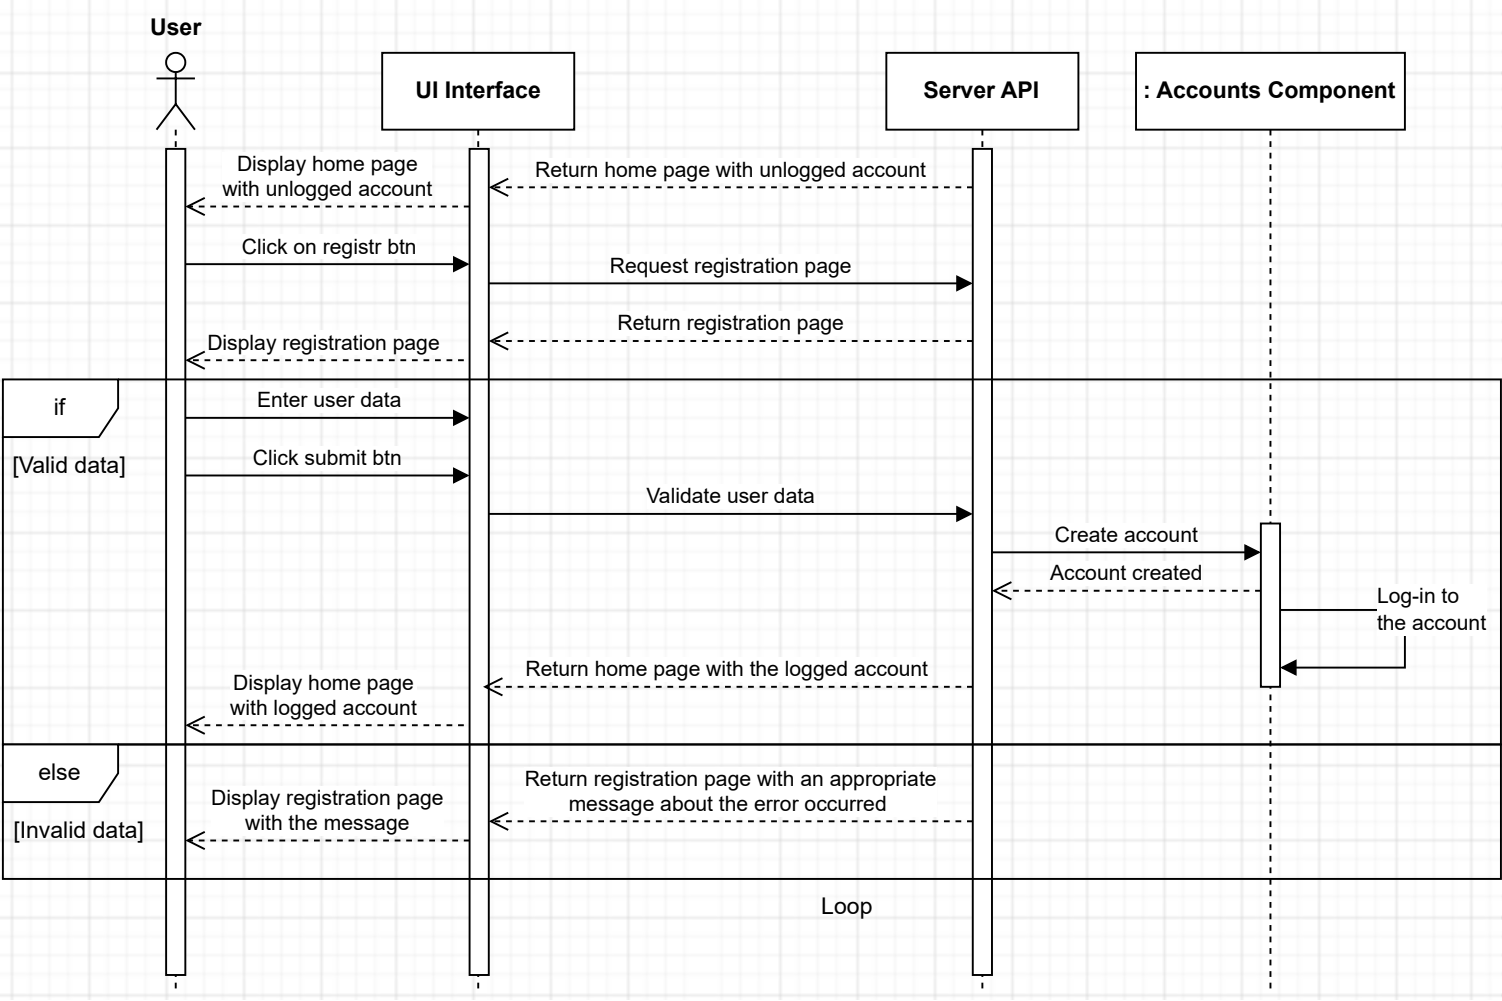 User
UI Interface
Server API
: Accounts Component
Display home page
with unlogged account
Return home page with unlogged account
Click on registr btn
Request registration page
Return registration page
Display registration page
if
Enter user data
[Valid data]
Click submit btn
Validate user data
Create account
Account created
Log-in to
the account
Return home page with the logged account
Display home page
with logged account
else
Return registration page with an appropriate
message about the error occurred
Display registration page
with the message
[Invalid data]
Loop